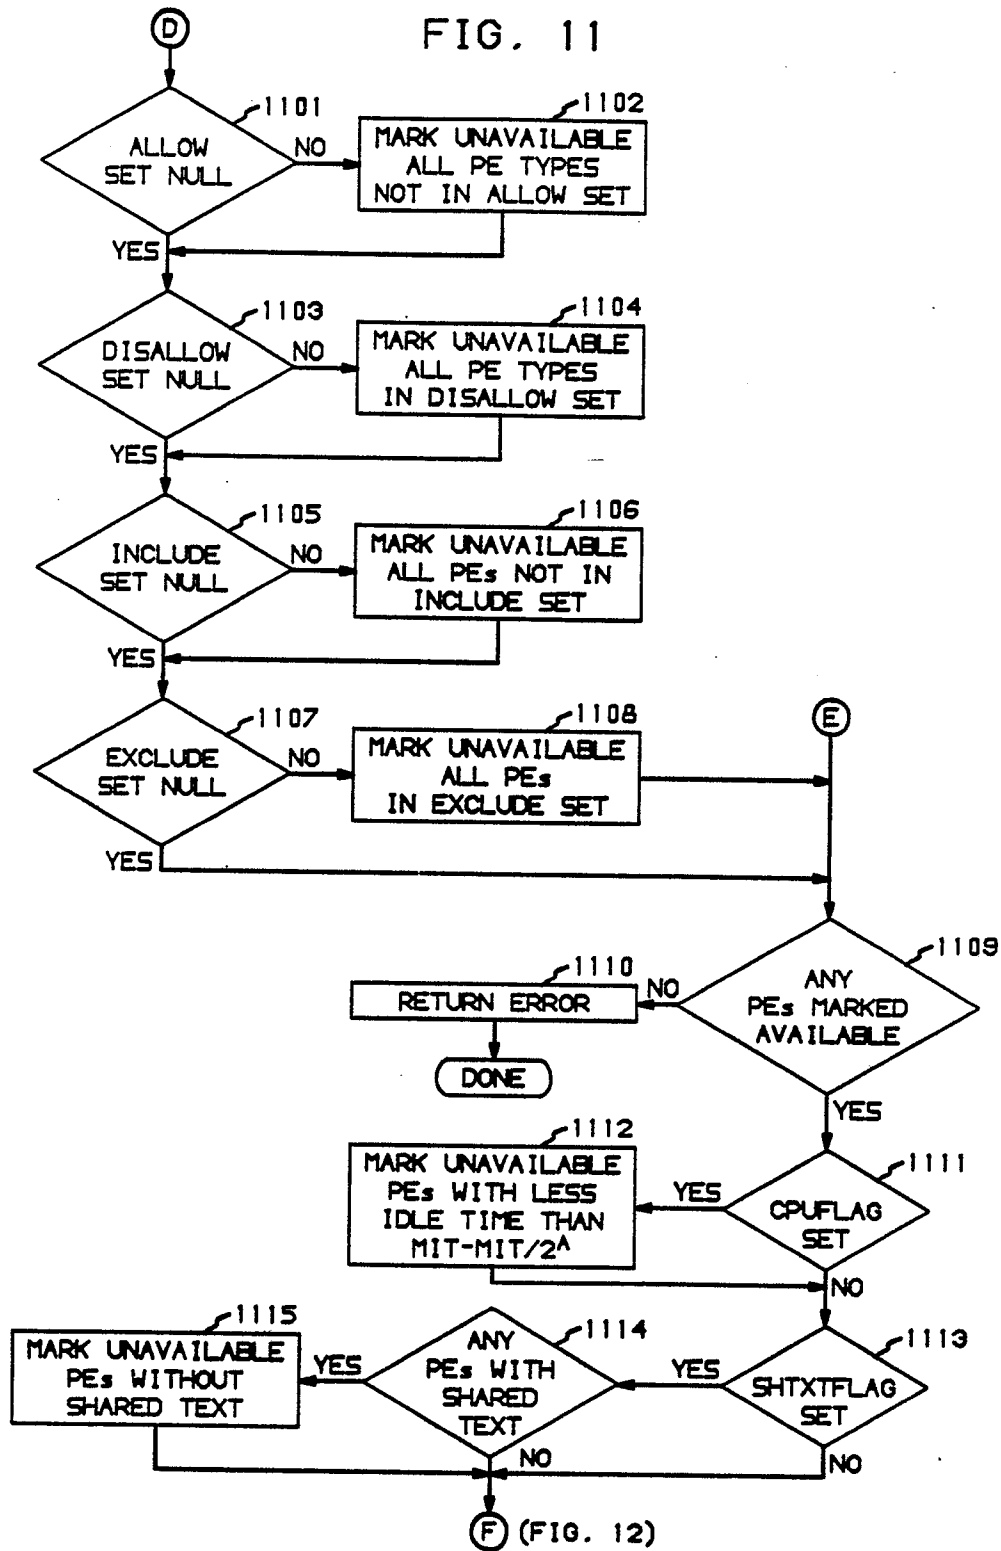 D
FIG. 11
1101
ALLOW
SET NULL
NO
1102
MARK UNAVAILABLE
ALL PE TYPES
NOT IN ALLOW SET
YES
1103
DISALLOW
SET NULL
NO
1104
MARK UNAVAILABLE
ALL PE TYPES
IN DISALLOW SET
YES
1105
INCLUDE
SET NULL
NO
1106
MARK UNAVAILABLE
ALL PEs NOT IN
INCLUDE SET
YES
1107
EXCLUDE
SET NULL
NO
1108
MARK UNAVAILABLE
ALL PEs
IN EXCLUDE SET
E
YES
1109
ANY
PEs MARKED
AVAILABLE
NO
1110
RETURN ERROR
DONE
YES
1111
CPUFLAG
SET
YES
1112
MARK UNAVAILABLE
PEs WITH LESS
IDLE TIME THAN
MIT-MIT/2^A
NO
1113
SHTXTFLAG
SET
YES
1114
ANY
PEs WITH
SHARED
TEXT
YES
1115
MARK UNAVAILABLE
PEs WITHOUT
SHARED TEXT
NO
NO
F (FIG. 12)